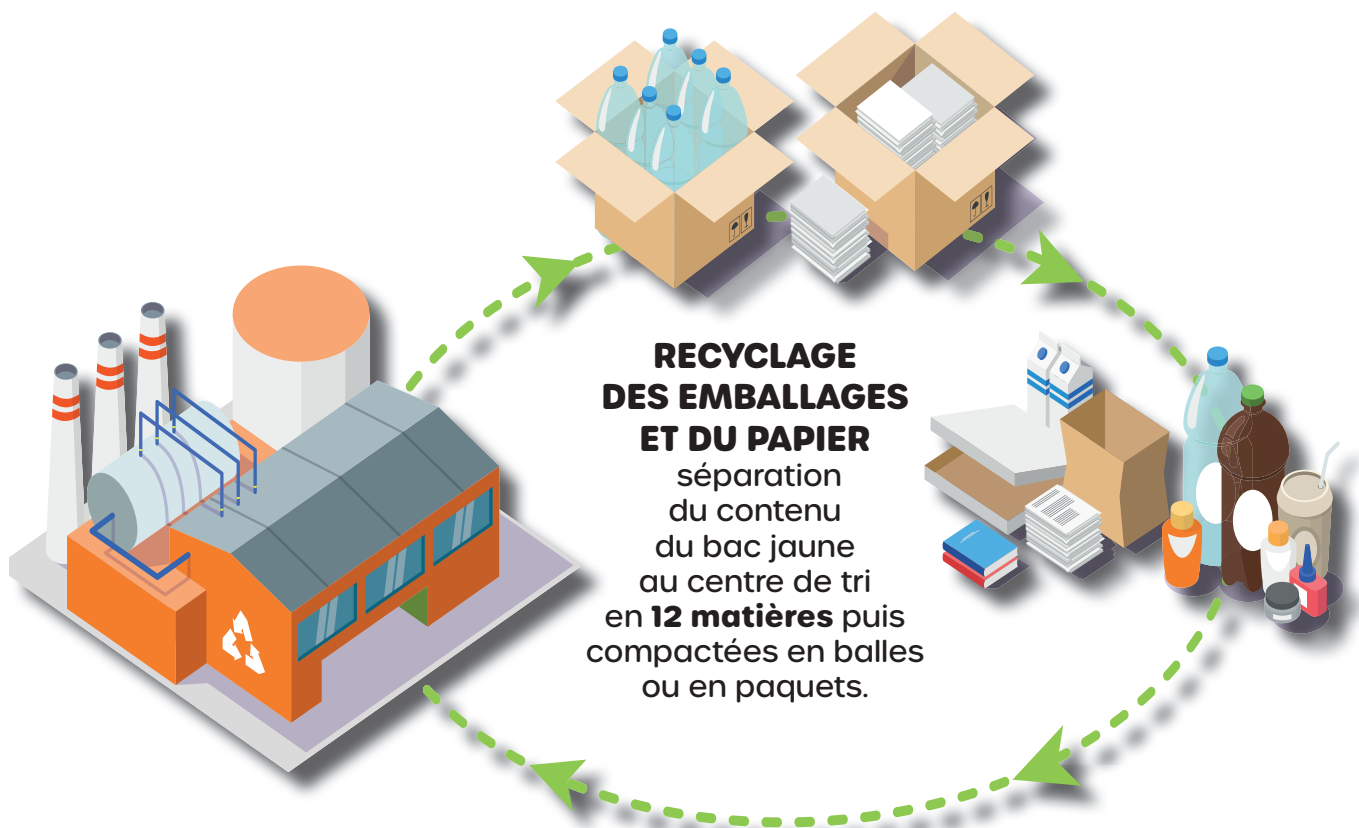 RECYCLAGE
DES EMBALLAGES
ET DU PAPIER
séparation
du contenu
du bac jaune
au centre de tri
en 12 matières puis
compactées en balles
ou en paquets.